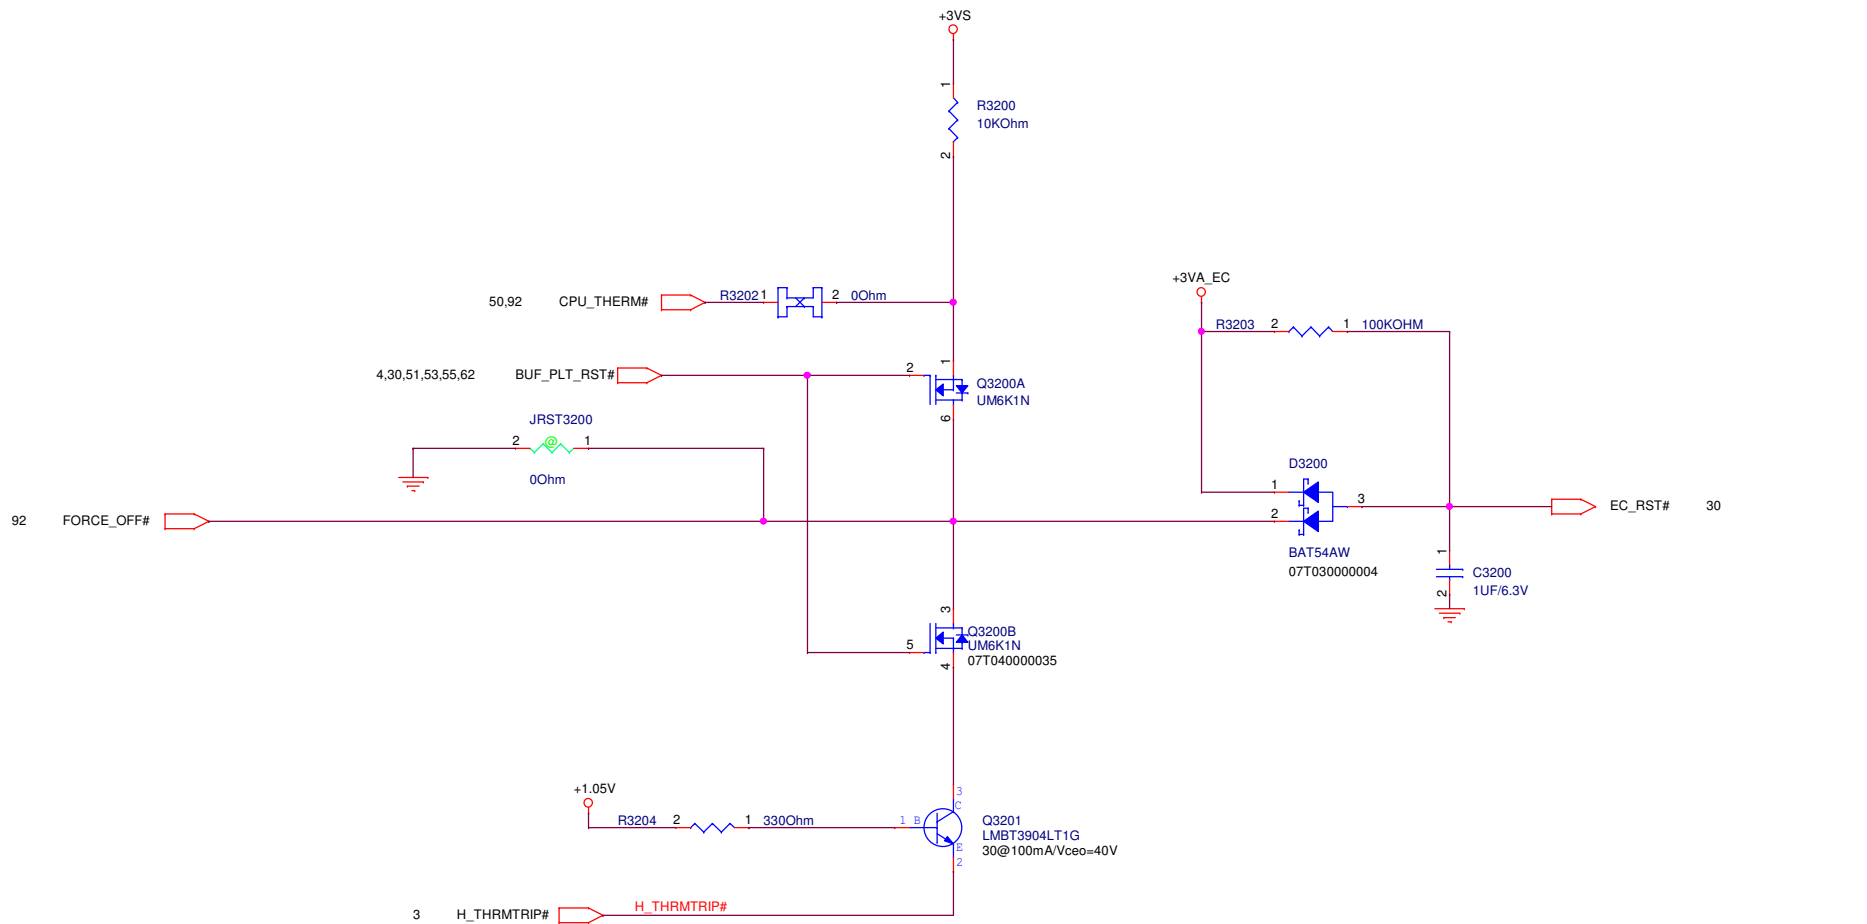 +3VS
1
R3200
10KOhm
2
+3VA_EC
50,92 CPU_THERM# R3202 1 2 0Ohm
R3203 2 1 100KOHM
4,30,51,53,55,62 BUF_PLT_RST# 2 1
Q3200A
UM6K1N
6
JRST3200
2 @ 1
0Ohm
D3200
1
3
2
BAT54AW
07T030000004
92 FORCE_OFF#
EC_RST# 30
1
C3200
1UF/6.3V
2
3
Q3200B
UM6K1N
07T040000035
5
4
+1.05V
R3204 2 1 330Ohm
1 B
3
C
Q3201
LMBT3904LT1G
30@100mA/Vceo=40V
E
2
3 H_THRMTRIP# H_THRMTRIP#